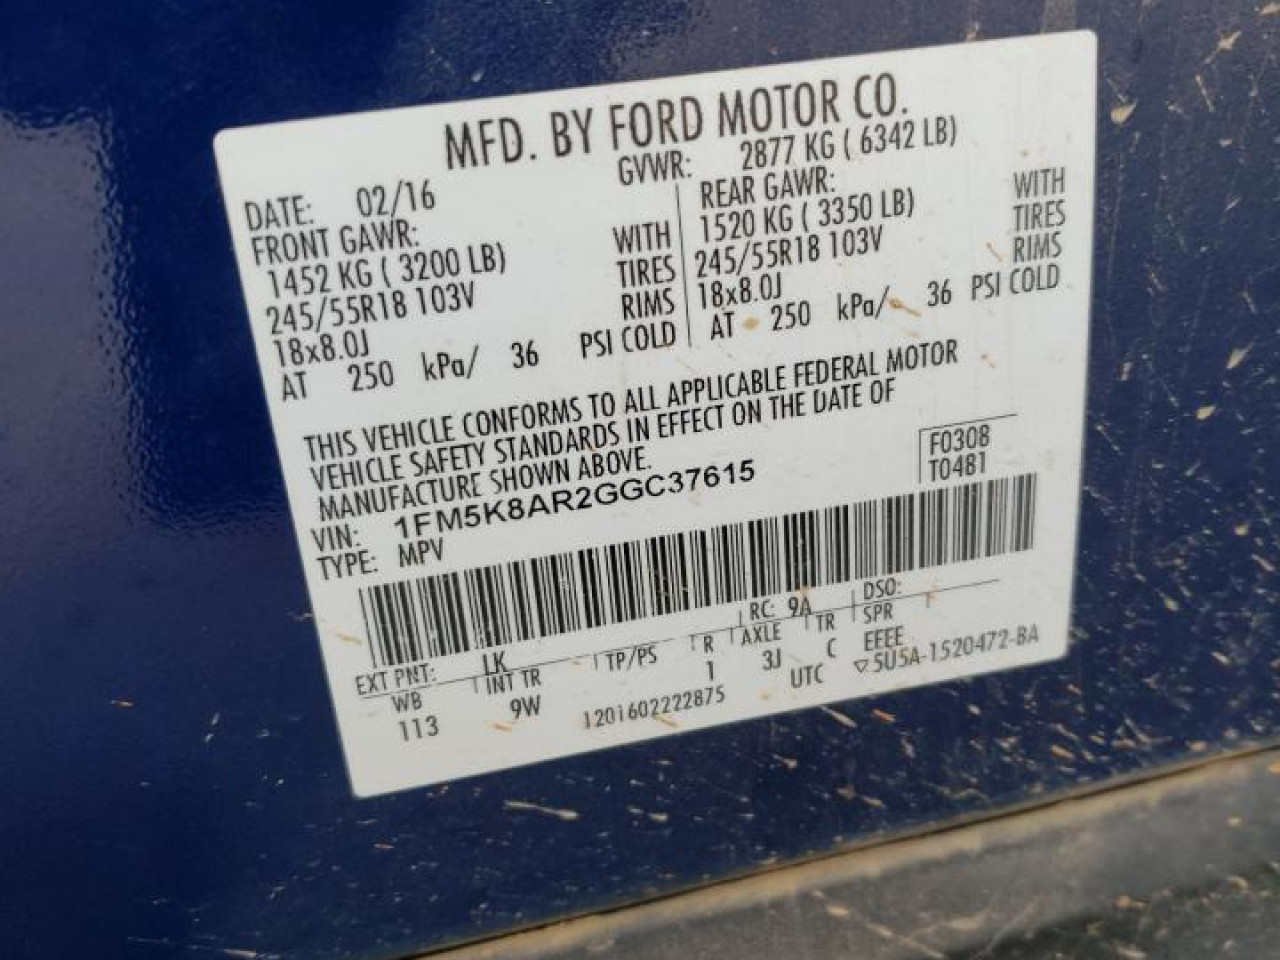 MFD. BY FORD MOTOR CO.
DATE: 02/16 GVWR: 2877 KG ( 6342 LB)
FRONT GAWR: REAR GAWR:
1452 KG ( 3200 LB) WITH 1520 KG ( 3350 LB) WITH
245/55R18 103V TIRES 245/55R18 103V TIRES
18x8.0J RIMS 18x8.0J RIMS
AT 250 kPa/ 36 PSI COLD AT 250 kPa/ 36 PSI COLD
THIS VEHICLE CONFORMS TO ALL APPLICABLE FEDERAL MOTOR
VEHICLE SAFETY STANDARDS IN EFFECT ON THE DATE OF
MANUFACTURE SHOWN ABOVE.
F0308
VIN: 1FM5K8AR2GGC37615 T0481
TYPE: MPV
EXT PNT: LK RC: 9A DSO:
WB INT TR TP/PS R AXLE TR SPR
113 9W 1 3J C EEEE
1201602222875 UTC ▽5U5A-1520472-BA